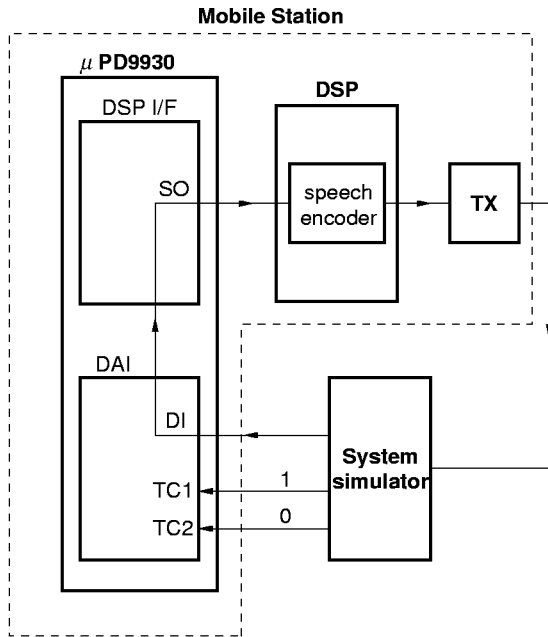 Mobile Station
μ PD9930
DSP I/F
DSP
SO
speech
encoder
TX
DAI
DI
System
simulator
TC1
1
TC2
0